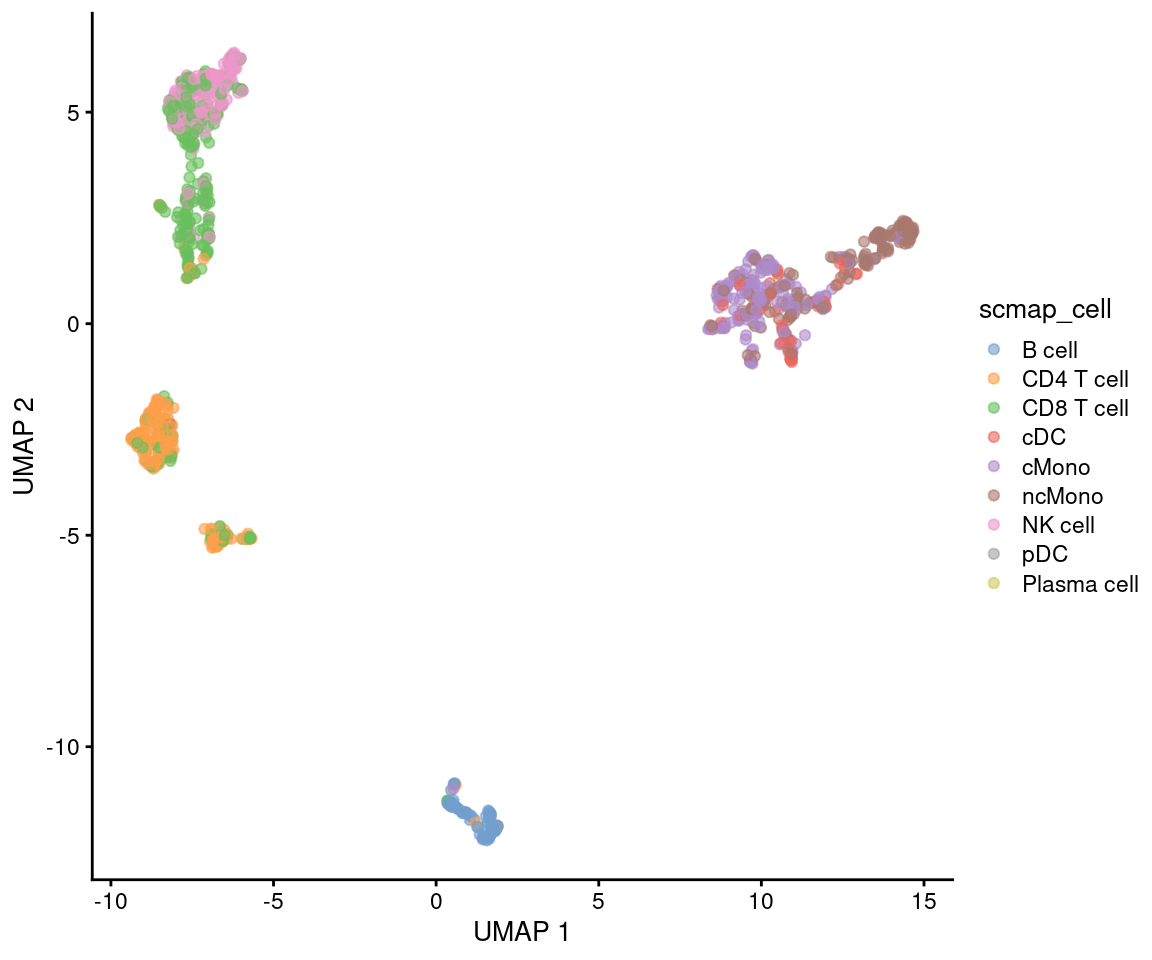 5
0
-5
-10
UMAP 2
-10
-5
0
5
10
15
UMAP 1
scmap_cell
B cell
CD4 T cell
CD8 T cell
cDC
cMono
ncMono
NK cell
pDC
Plasma cell